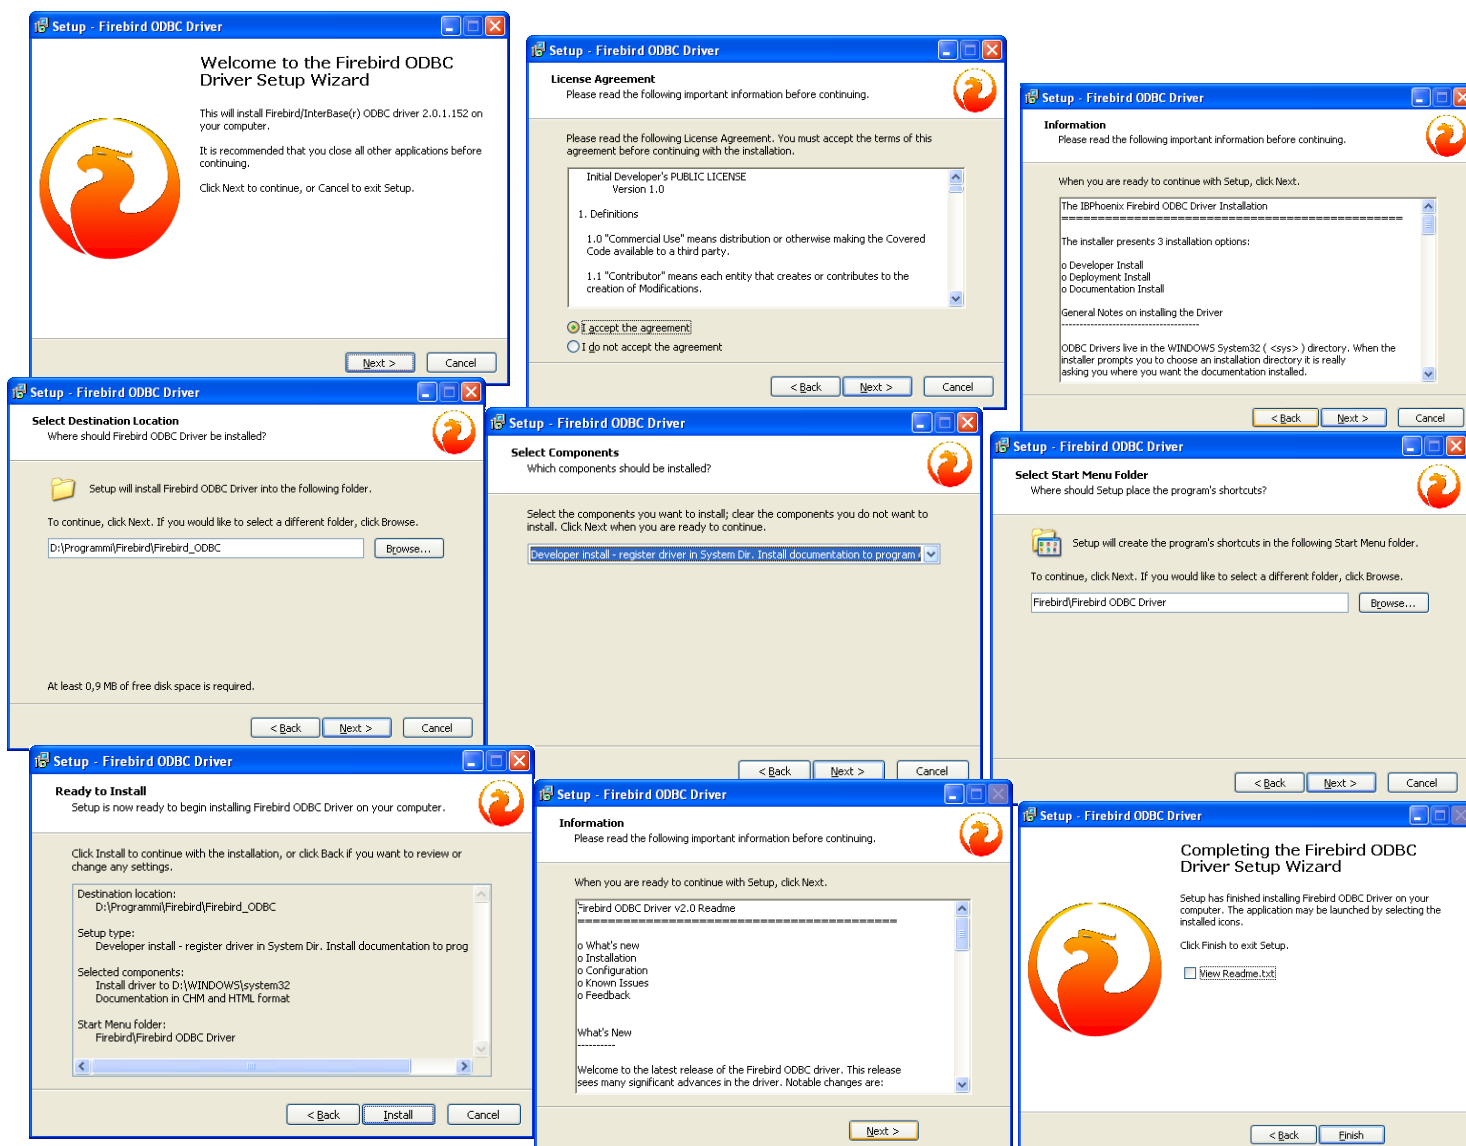 Setup - Firebird ODBC Driver
Welcome to the Firebird ODBC
Driver Setup Wizard
This will install Firebird/InterBase(r) ODBC driver 2.0.1.152 on
your computer.
It is recommended that you close all other applications before
continuing.
Click Next to continue, or Cancel to exit Setup.
Next >
Cancel
Setup - Firebird ODBC Driver
License Agreement
Please read the following important information before continuing.
Please read the following License Agreement. You must accept the terms of this
agreement before continuing with the installation.
Initial Developer's PUBLIC LICENSE
Version 1.0
1. Definitions
1.0 "Commercial Use" means distribution or otherwise making the Covered
Code available to a third party.
1.1 "Contributor" means each entity that creates or contributes to the
creation of Modifications.
I accept the agreement
I do not accept the agreement
< Back
Next >
Cancel
Setup - Firebird ODBC Driver
Information
Please read the following important information before continuing.
When you are ready to continue with Setup, click Next.
The IBPhoenix Firebird ODBC Driver Installation
==================================================
The installer presents 3 installation options:
o Developer Install
o Deployment Install
o Documentation Install
General Notes on installing the Driver
--------------------------------------
ODBC Drivers live in the WINDOWS System32 ( <sys> ) directory. When the
installer prompts you to choose an installation directory it is really
asking you where you want the documentation installed.
< Back
Next >
Cancel
Setup - Firebird ODBC Driver
Select Destination Location
Where should Firebird ODBC Driver be installed?
Setup will install Firebird ODBC Driver into the following folder.
To continue, click Next. If you would like to select a different folder, click Browse.
D:\Programmi\Firebird\Firebird_ODBC
Browse...
At least 0,9 MB of free disk space is required.
< Back
Next >
Cancel
Setup - Firebird ODBC Driver
Select Components
Which components should be installed?
Select the components you want to install; clear the components you do not want to
install. Click Next when you are ready to continue.
Developer install - register driver in System Dir. Install documentation to program
< Back
Next >
Cancel
Setup - Firebird ODBC Driver
Select Start Menu Folder
Where should Setup place the program's shortcuts?
Setup will create the program's shortcuts in the following Start Menu folder.
To continue, click Next. If you would like to select a different folder, click Browse.
Firebird\Firebird ODBC Driver
Browse...
< Back
Next >
Cancel
Setup - Firebird ODBC Driver
Ready to Install
Setup is now ready to begin installing Firebird ODBC Driver on your computer.
Click Install to continue with the installation, or click Back if you want to review or
change any settings.
Destination location:
D:\Programmi\Firebird\Firebird_ODBC
Setup type:
Developer install - register driver in System Dir. Install documentation to prog
Selected components:
Install driver to D:\WINDOWS\system32
Documentation in CHM and HTML format
Start Menu folder:
Firebird\Firebird ODBC Driver
< Back
Install
Cancel
Setup - Firebird ODBC Driver
Information
Please read the following important information before continuing.
When you are ready to continue with Setup, click Next.
Firebird ODBC Driver v2.0 Readme
===============================================
o What's new
o Installation
o Configuration
o Known Issues
o Feedback
What's New
----------
Welcome to the latest release of the Firebird ODBC driver. This release
sees many significant advances in the driver. Notable changes are:
Next >
Setup - Firebird ODBC Driver
Completing the Firebird ODBC
Driver Setup Wizard
Setup has finished installing Firebird ODBC Driver on your
computer. The application may be launched by selecting the
installed icons.
Click Finish to exit Setup.
View Readme.txt
< Back
Finish